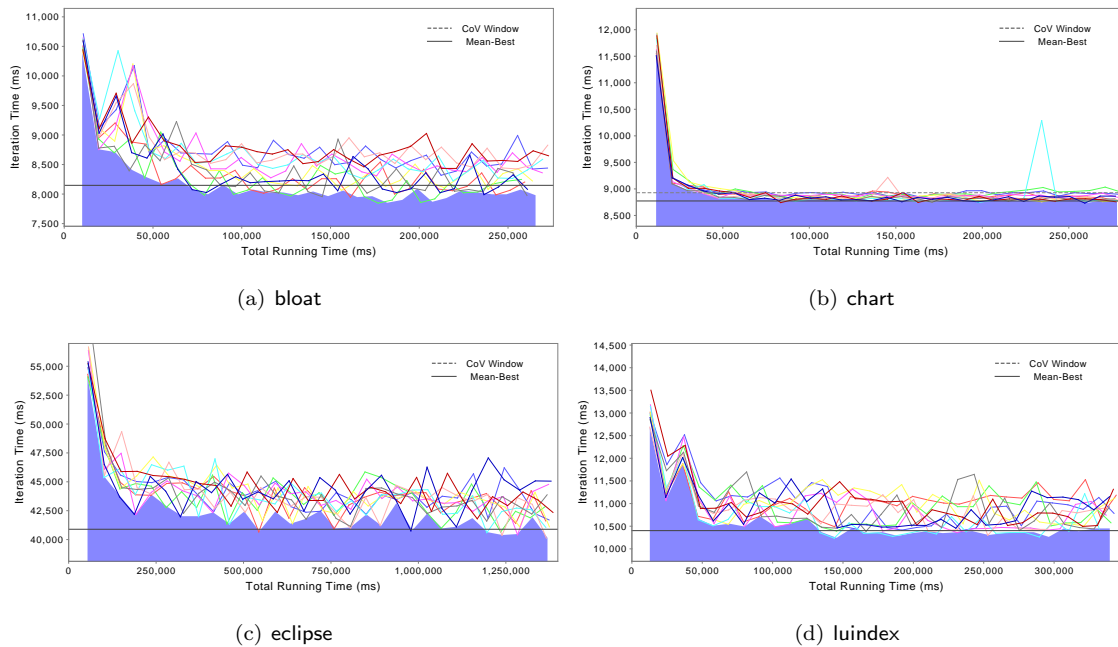 11,000
10,500
10,000
9,500
9,000
8,500
8,000
7,500
Iteration Time (ms)
CoV Window
Mean-Best
0
50,000
100,000
150,000
200,000
250,000
Total Running Time (ms)
(a) bloat
12,000
11,500
11,000
10,500
10,000
9,500
9,000
8,500
Iteration Time (ms)
CoV Window
Mean-Best
0
50,000
100,000
150,000
200,000
250,000
Total Running Time (ms)
(b) chart
55,000
52,500
50,000
47,500
45,000
42,500
40,000
Iteration Time (ms)
CoV Window
Mean-Best
0
250,000
500,000
750,000
1,000,000
1,250,000
Total Running Time (ms)
(c) eclipse
14,500
14,000
13,500
13,000
12,500
12,000
11,500
11,000
10,500
10,000
Iteration Time (ms)
CoV Window
Mean-Best
0
50,000
100,000
150,000
200,000
250,000
300,000
Total Running Time (ms)
(d) luindex